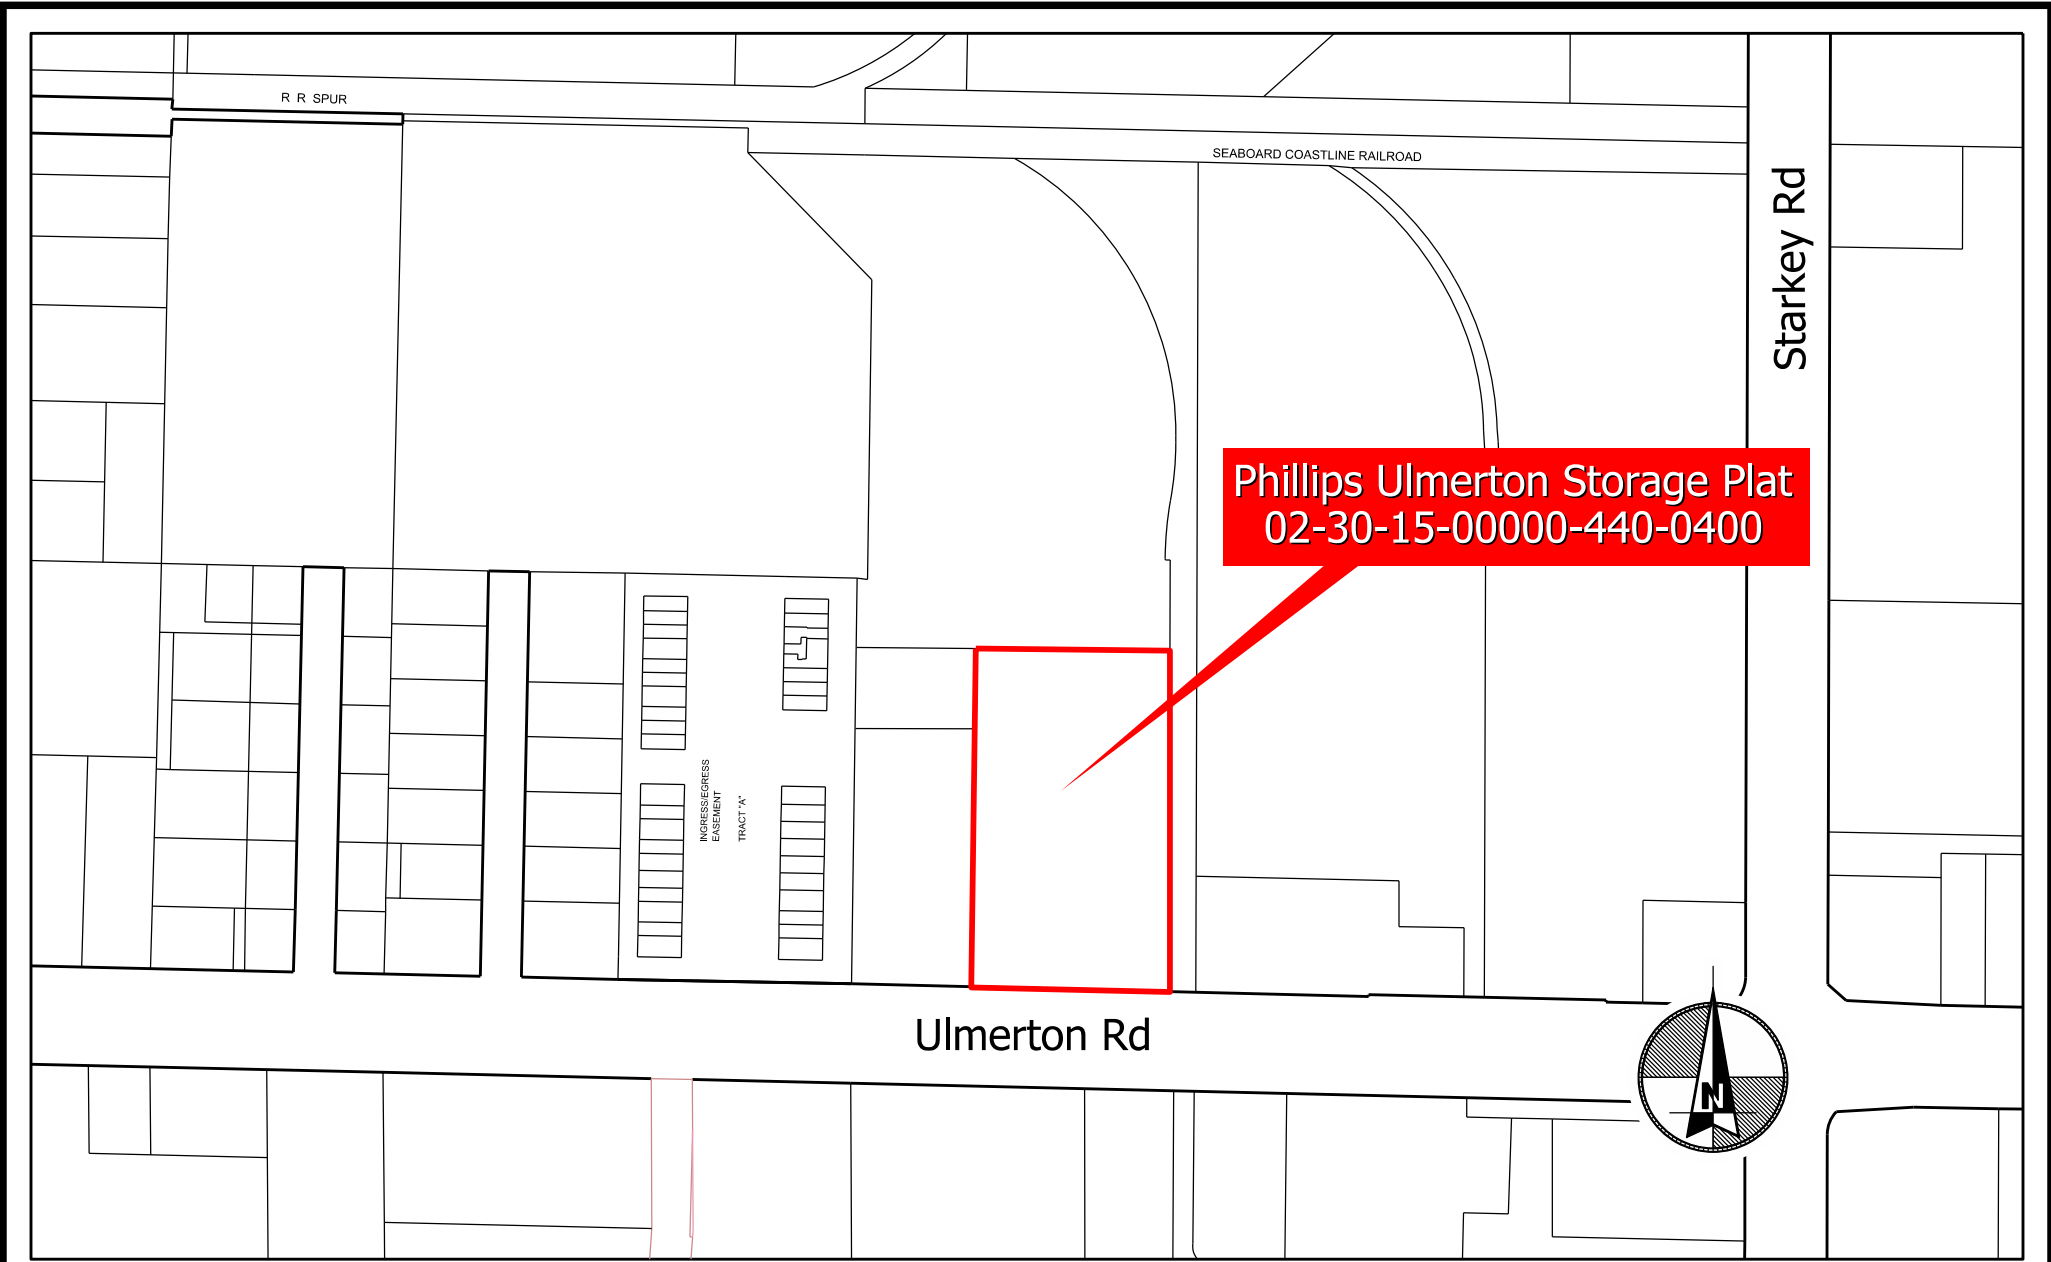 R R SPUR
SEABOARD COASTLINE RAILROAD
Starkey Rd
Phillips Ulmerton Storage Plat
02-30-15-00000-440-0400
INGRESS/EGRESS
EASEMENT
TRACT "A"
Ulmerton Rd
N